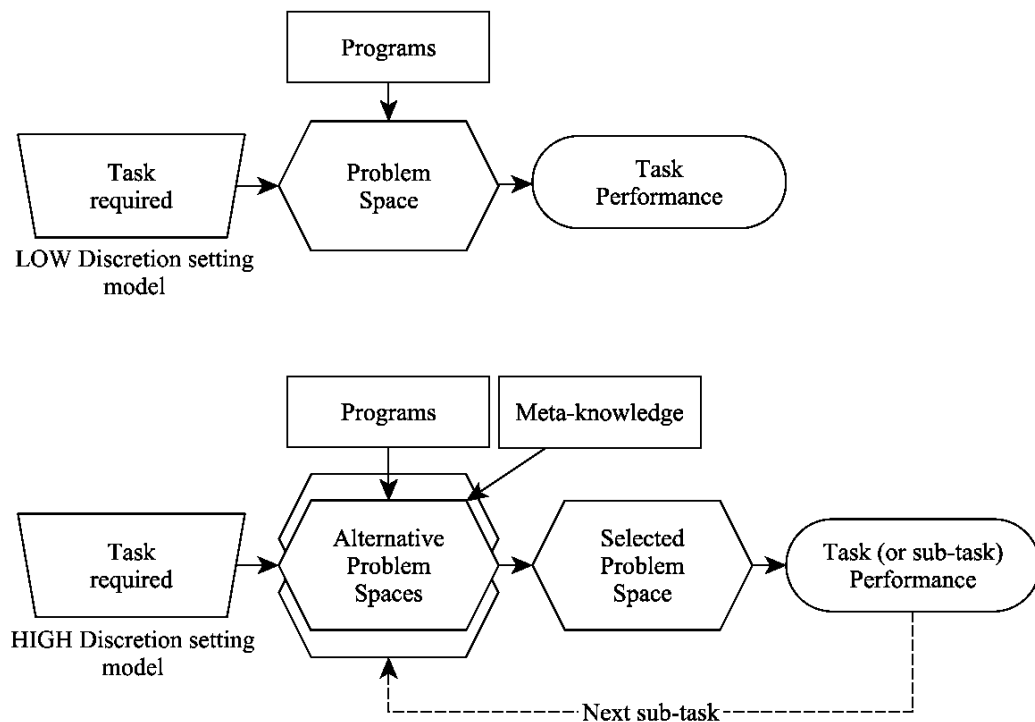 Programs
Task
required
Problem
Space
Task
Performance
LOW Discretion setting
model
Programs
Meta-knowledge
Task
required
Alternative
Problem
Spaces
Selected
Problem
Space
Task (or sub-task)
Performance
HIGH Discretion setting
model
Next sub-task